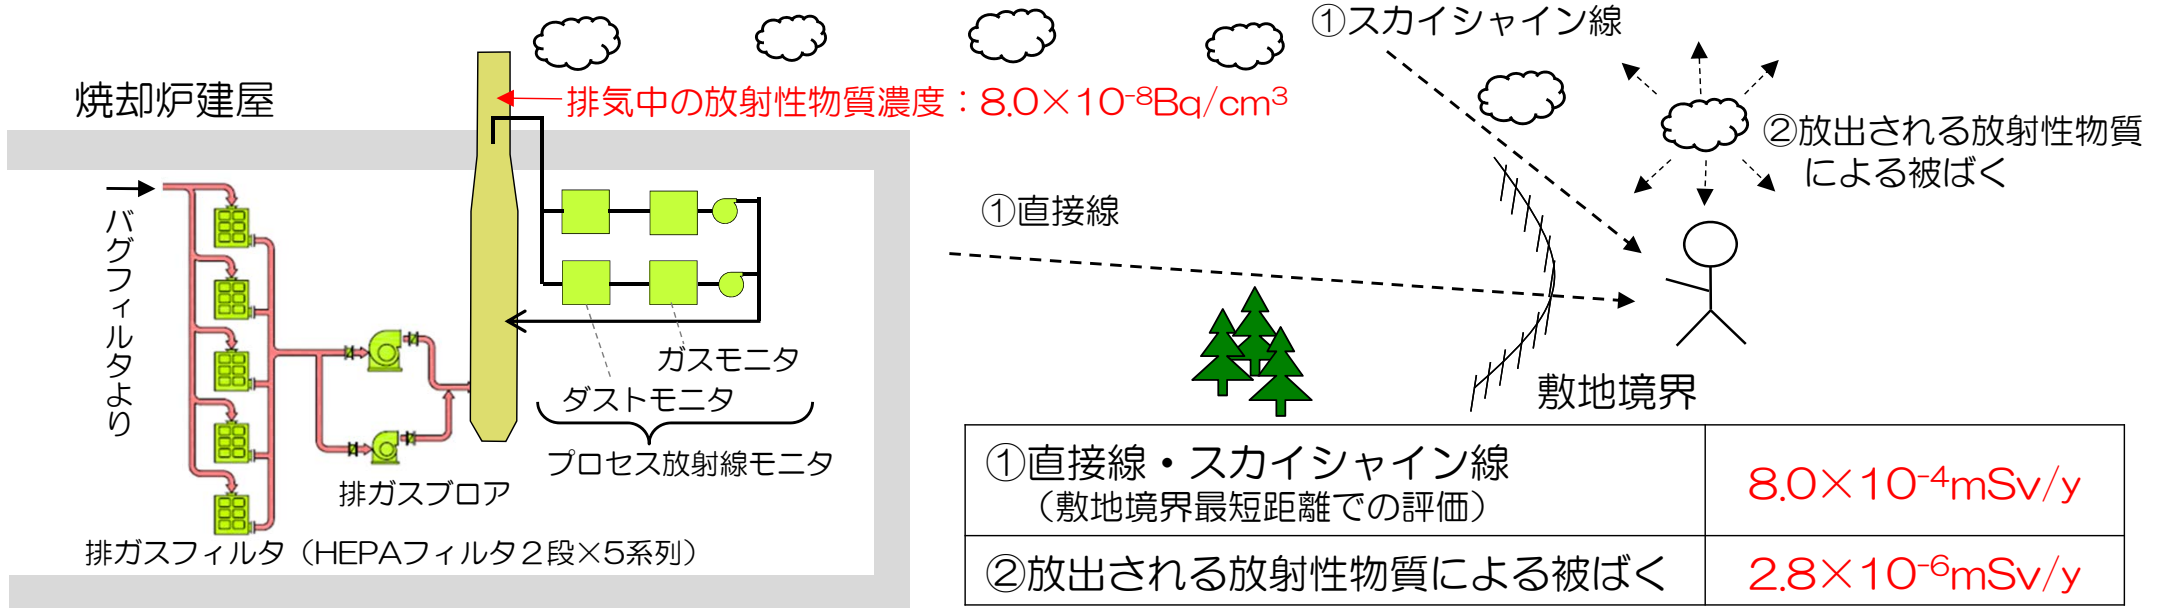 ①スカイシャイン線
焼却炉建屋
排気中の放射性物質濃度：8.0×10⁻⁸Bq/cm³
②放出される放射性物質
による被ばく
バグフィルタより
①直接線
ガスモニタ
ダストモニタ
プロセス放射線モニタ
排ガスブロア
排ガスフィルタ（HEPAフィルタ２段×5系列）
敷地境界
①直接線・スカイシャイン線
（敷地境界最短距離での評価）
8.0×10⁻⁴mSv/y
②放出される放射性物質による被ばく
2.8×10⁻⁶mSv/y